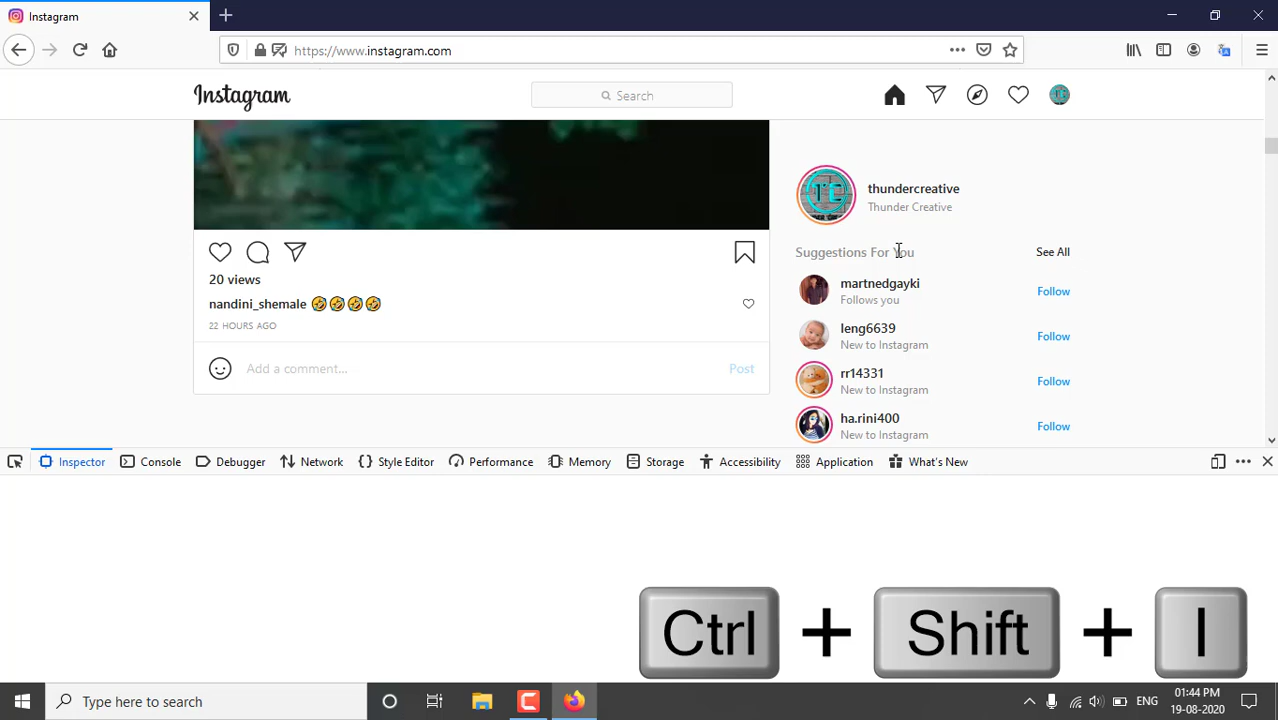 Instagram
https://www.instagram.com
Instagram
Search
thundercreative
Thunder Creative
Suggestions For You
See All
20 views
nandini_shemale 🤣🤣🤣🤣
22 HOURS AGO
Add a comment...
Post
martnedgayki
Follows you
Follow
leng6639
New to Instagram
Follow
rr14331
New to Instagram
Follow
ha.rini400
New to Instagram
Follow
Inspector Console Debugger Network Style Editor Performance Memory Storage Accessibility Application What's New
Ctrl + Shift + I
Type here to search
ENG
01:44 PM
19-08-2020